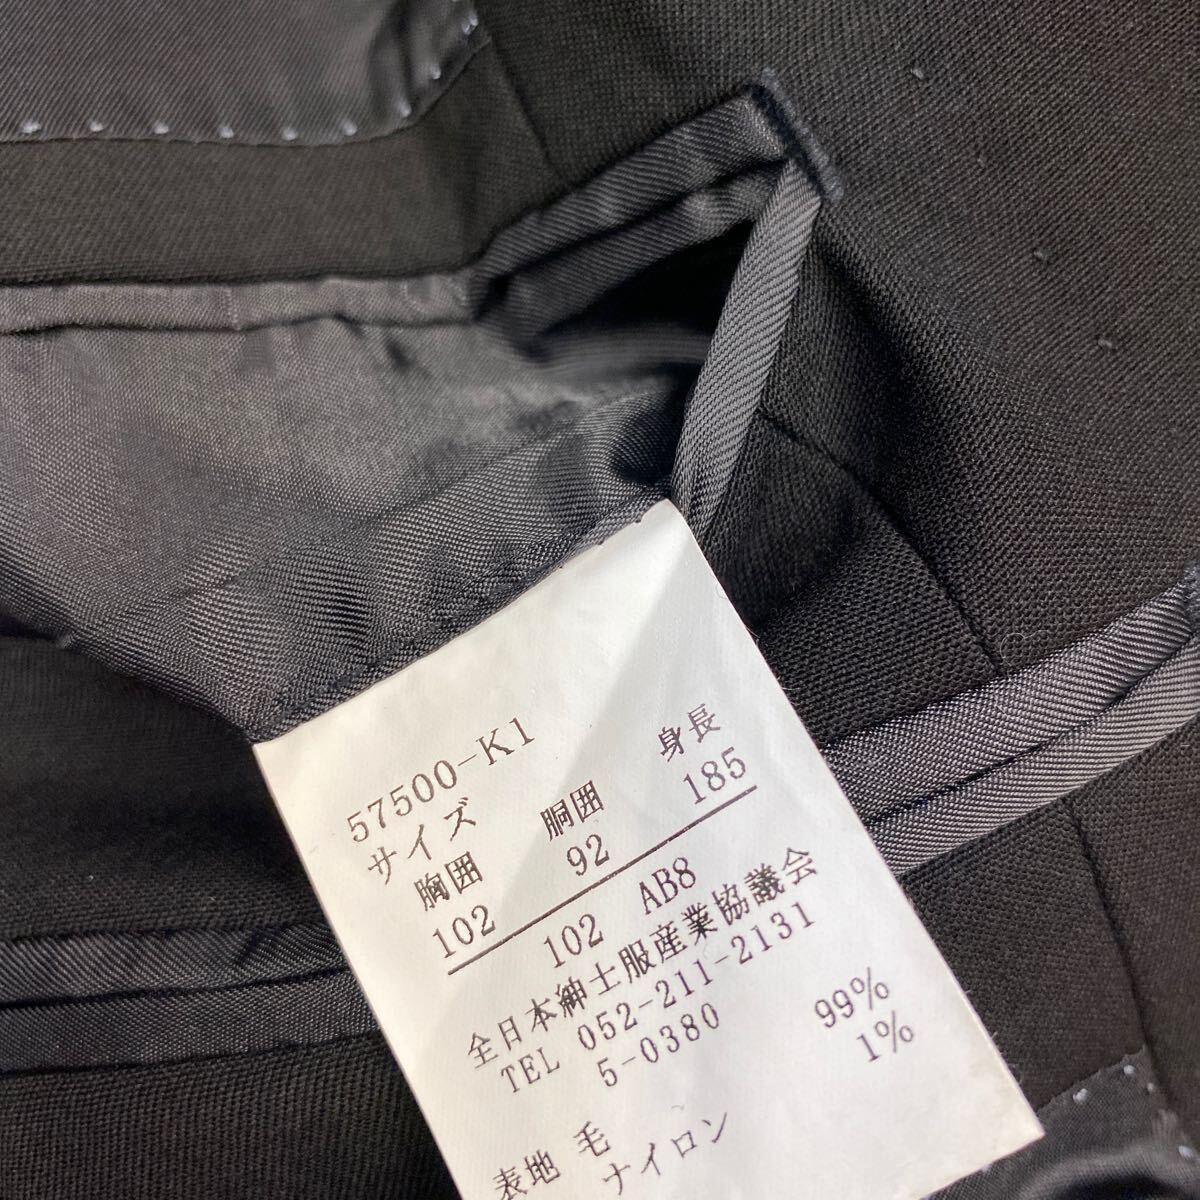 57500-K1
サイズ
胸囲 胴囲 身長
102 92 185
102 AB8
全日本紳士服産業協議会
TEL 052-211-2131
5-0380
表地 毛 99%
ナイロン 1%